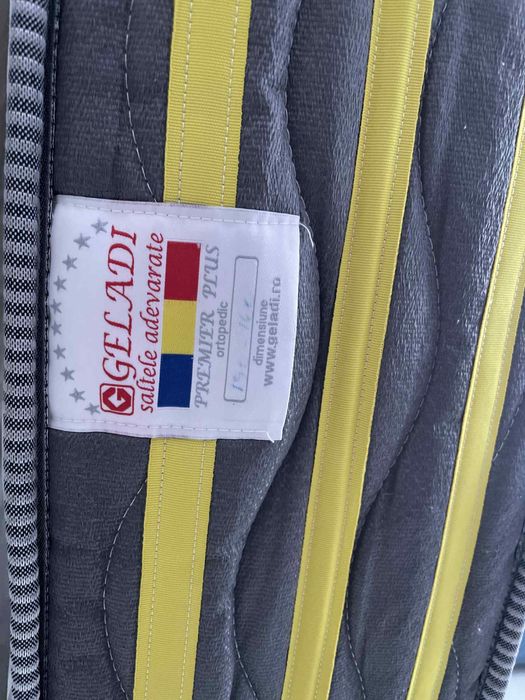 GELADI
saltele adevarate
PREMIER PLUS
ortopedic
dimensiune
www.geladi.ro